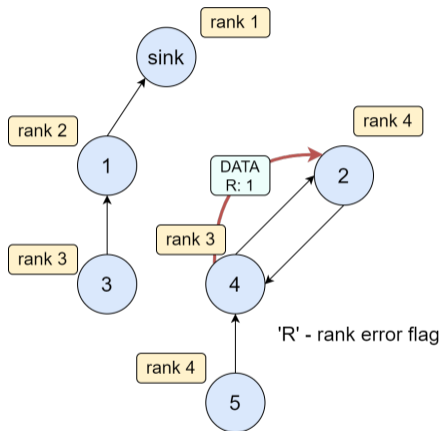 rank 1
sink
rank 2
1
rank 4
2
DATA
R: 1
rank 3
rank 3
3
4
'R' - rank error flag
rank 4
5